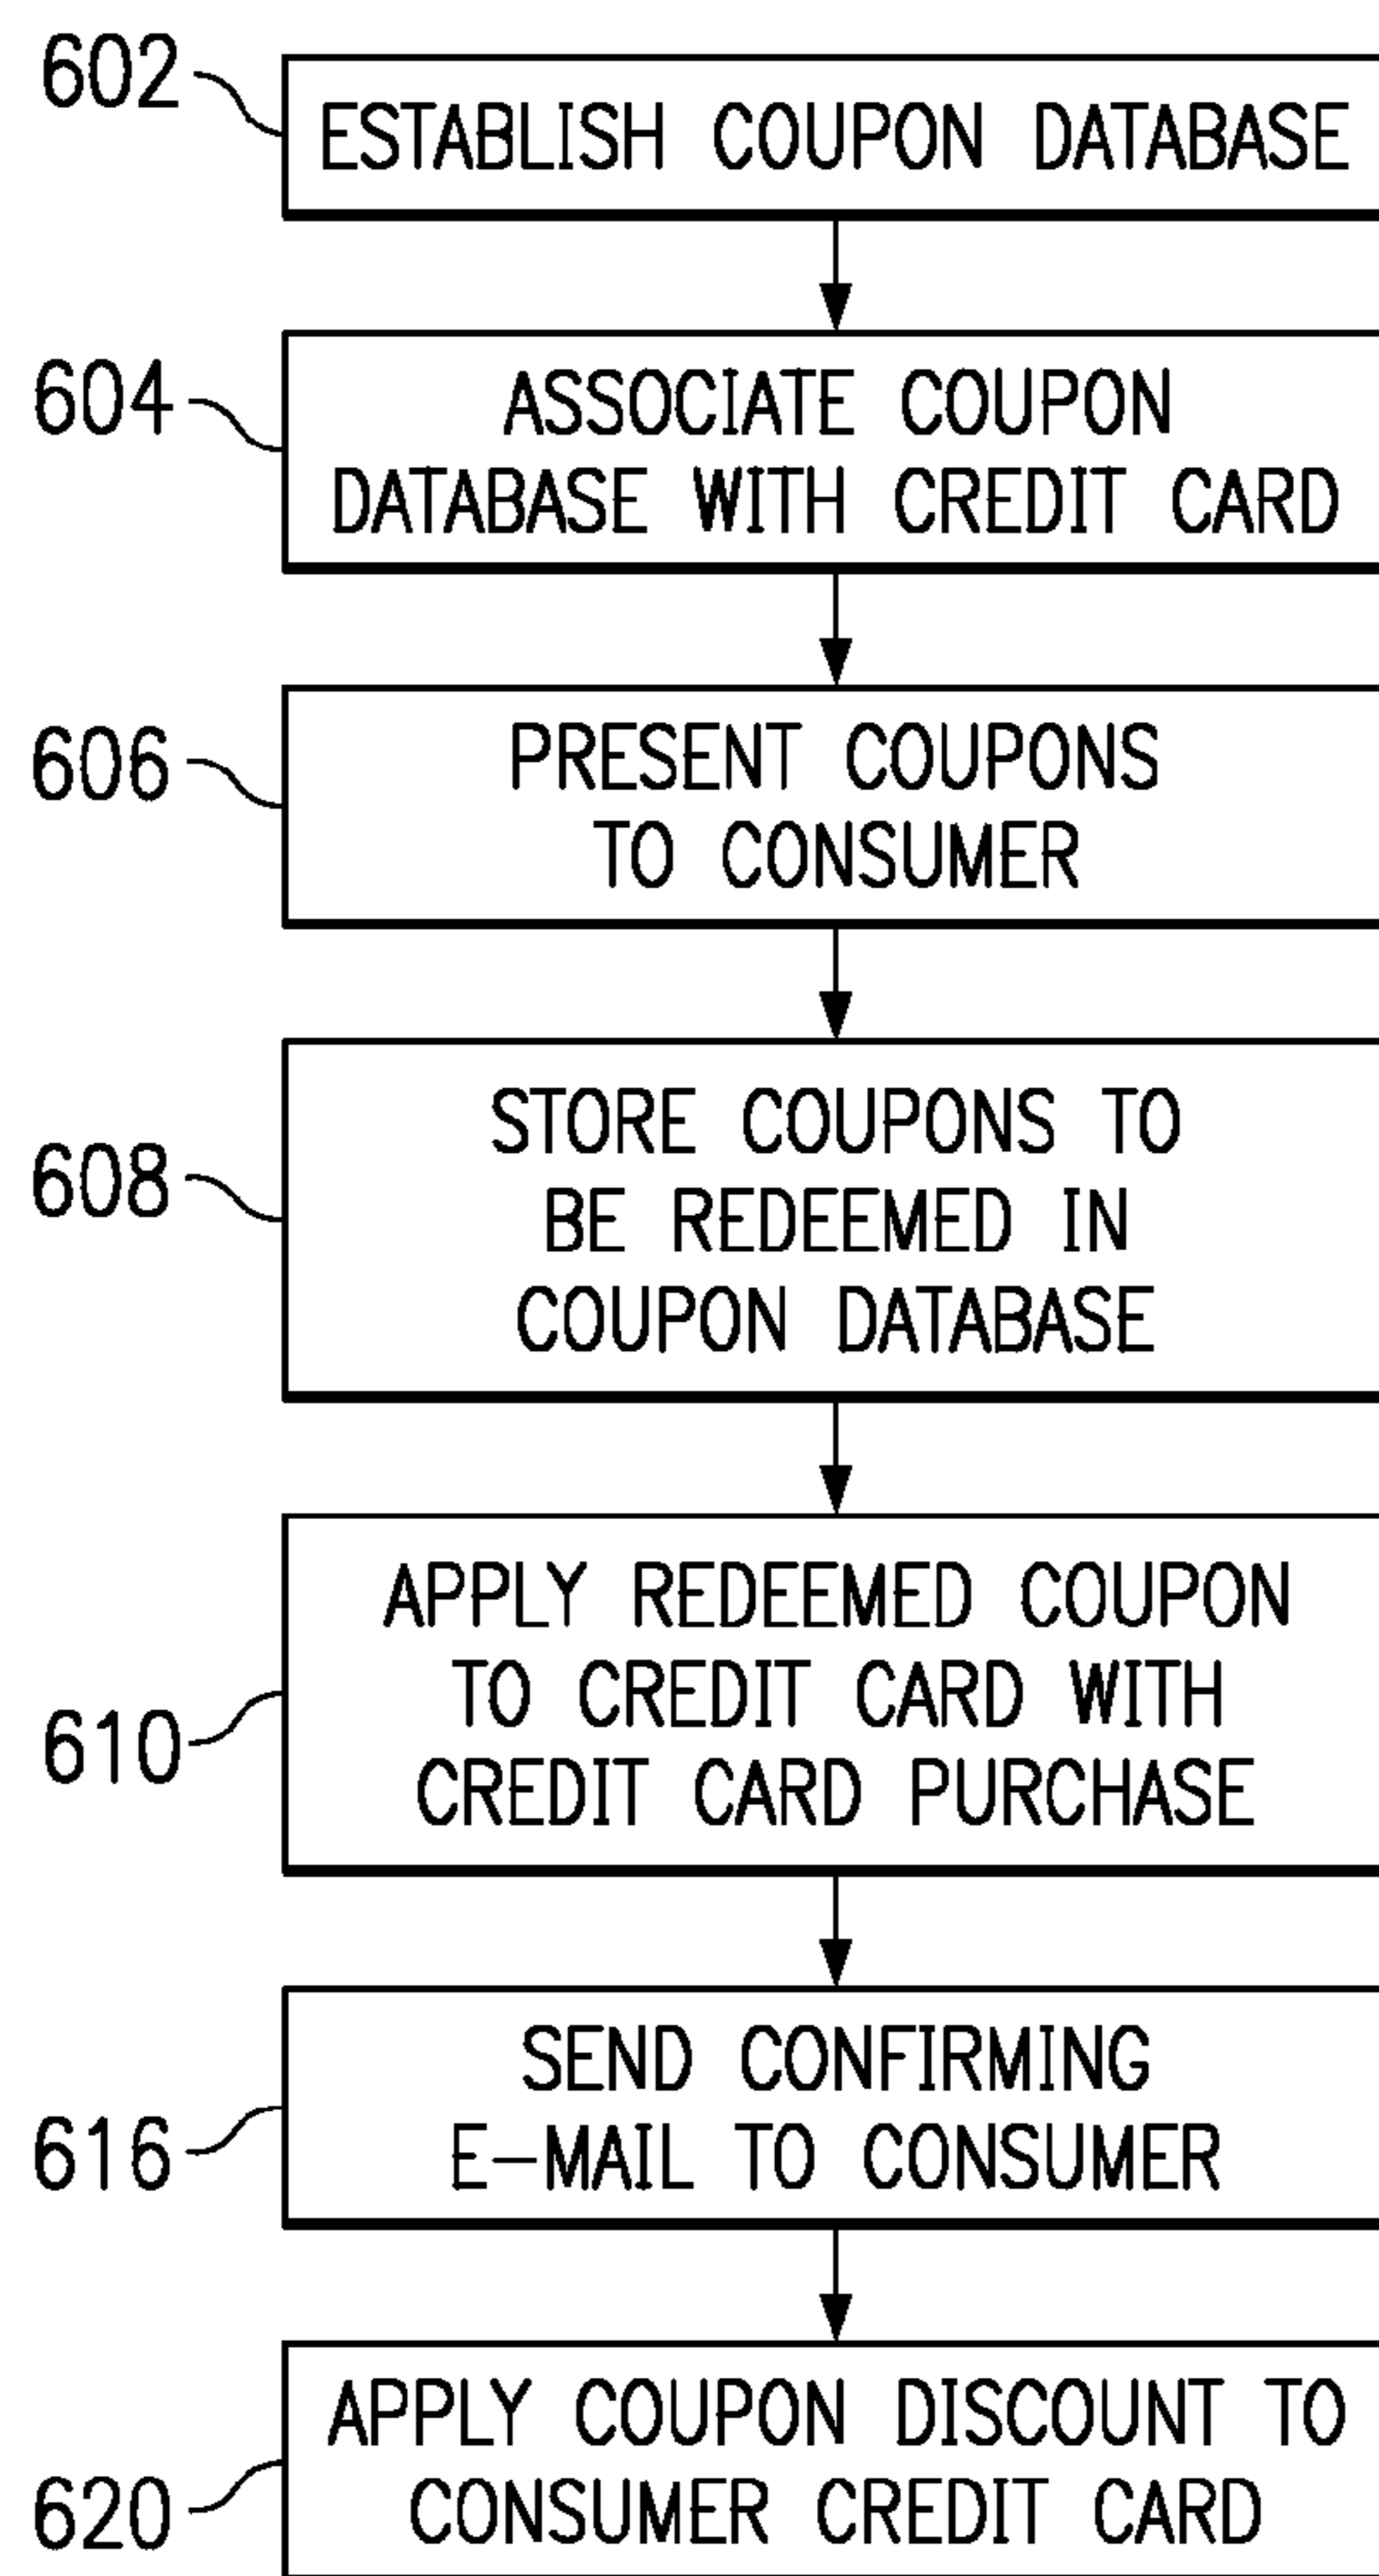 602
ESTABLISH COUPON DATABASE
604
ASSOCIATE COUPON
DATABASE WITH CREDIT CARD
606
PRESENT COUPONS
TO CONSUMER
608
STORE COUPONS TO
BE REDEEMED IN
COUPON DATABASE
610
APPLY REDEEMED COUPON
TO CREDIT CARD WITH
CREDIT CARD PURCHASE
616
SEND CONFIRMING
E-MAIL TO CONSUMER
620
APPLY COUPON DISCOUNT TO
CONSUMER CREDIT CARD